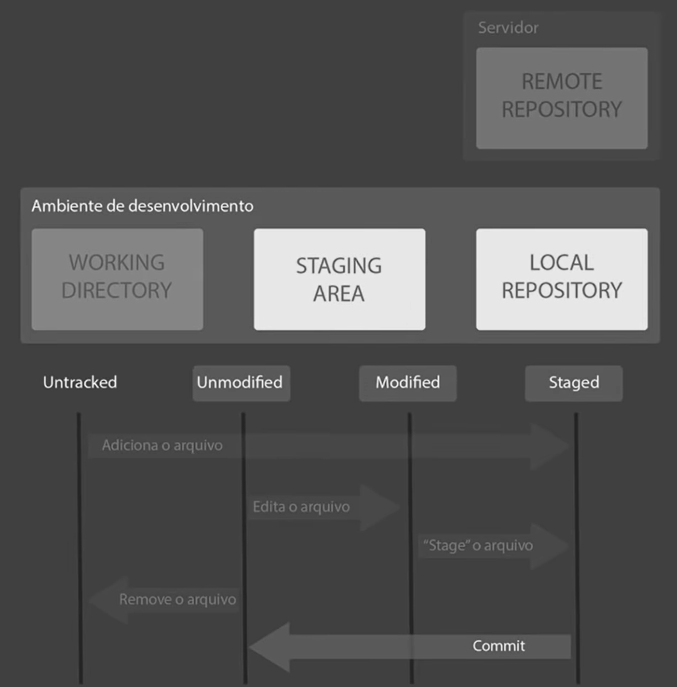 Servidor
REMOTE
REPOSITORY
Ambiente de desenvolvimento
WORKING
DIRECTORY
STAGING
AREA
LOCAL
REPOSITORY
Untracked
Unmodified
Modified
Staged
Adiciona o arquivo
Edita o arquivo
“Stage” o arquivo
Remove o arquivo
Commit